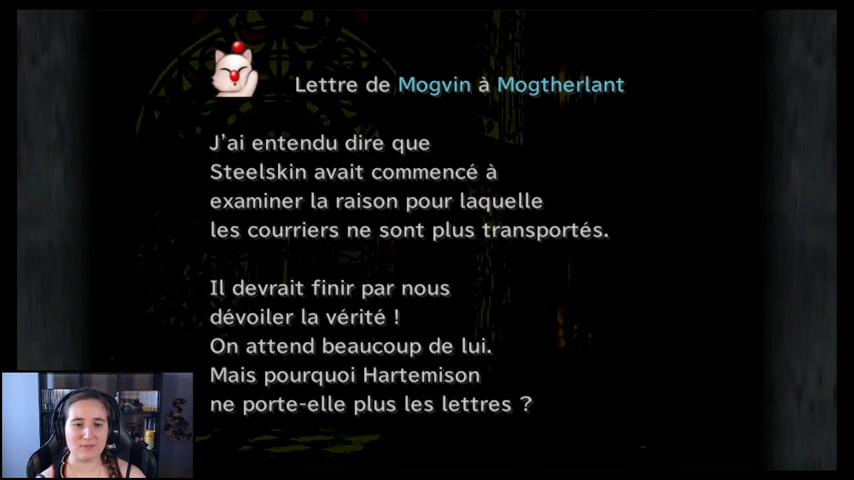 Lettre de Mogvin à Mogtherlant
J'ai entendu dire que
Steelskin avait commencé à
examiner la raison pour laquelle
les courriers ne sont plus transportés.
Il devrait finir par nous
dévoiler la vérité !
On attend beaucoup de lui.
Mais pourquoi Hartemison
ne porte-elle plus les lettres ?